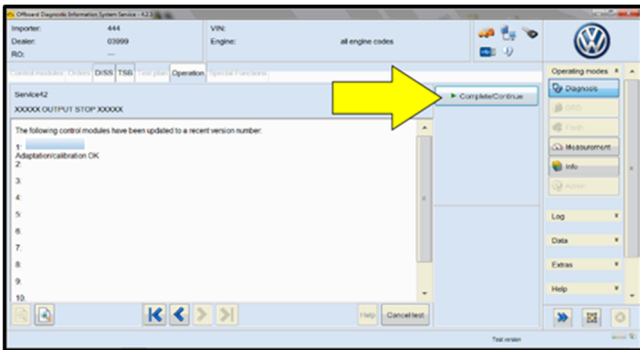 Offboard Diagnostic Information System Service - 4.2.3
Importer: 444 VIN:
Dealer: 03999 Engine: all engine codes
RO: ---
Control modules Orders DISS TSB Test plan Operation Special Functions
Service42
XXXXX OUTPUT STOP XXXXX
The following control modules have been updated to a recent version number:
1:
Adaptation/calibration OK
2:
3.
4:
5:
6.
7.
8:
9.
10.
Complete/Continue
Operating modes
Diagnosis
OBD
Flash
Measurement
Info
Admin
Log
Data
Extras
Help
Help
Cancel test
Test version